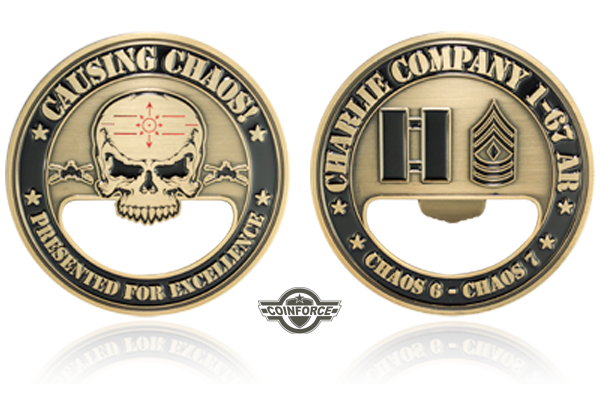 CAUSING CHAOS!
PRESENTED FOR EXCELLENCE
CHARLIE COMPANY 1-67 AR
CHAOS 6 - CHAOS 7
COINFORCE